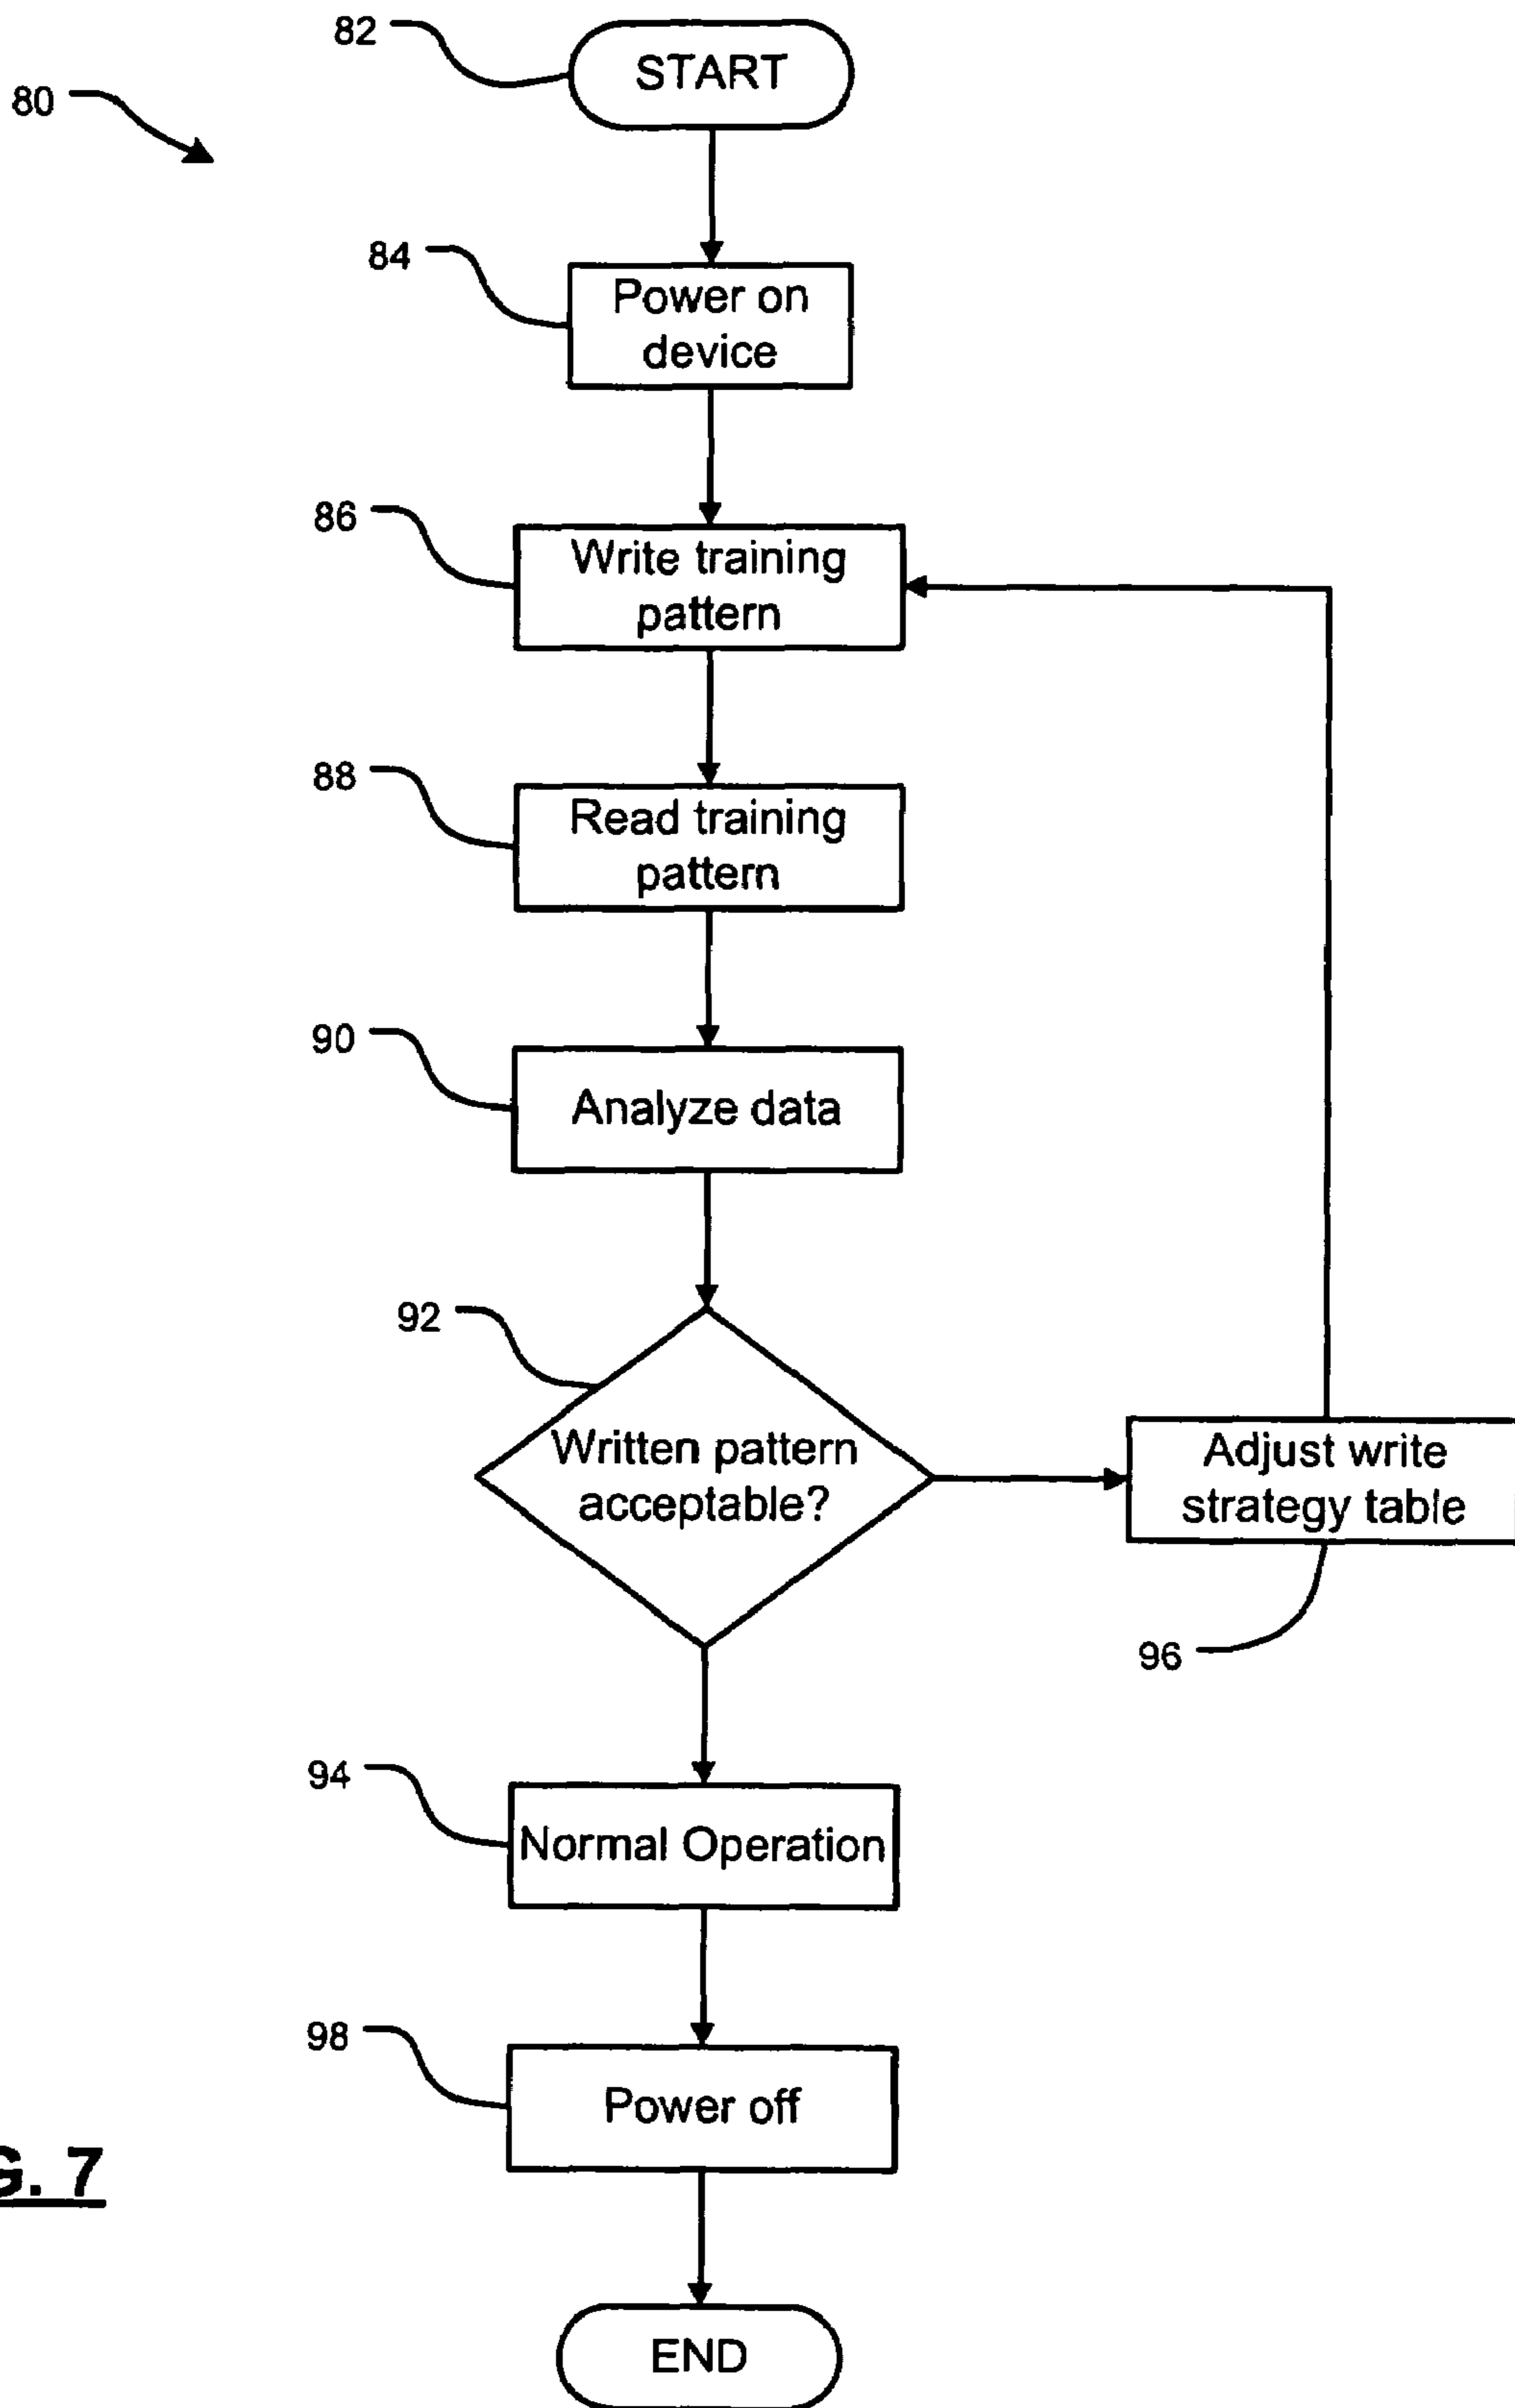 82
START
80
84
Power on
device
86
Write training
pattern
88
Read training
pattern
90
Analyze data
92
Written pattern
acceptable?
Adjust write
strategy table
96
94
Normal Operation
98
Power off
G. 7
END